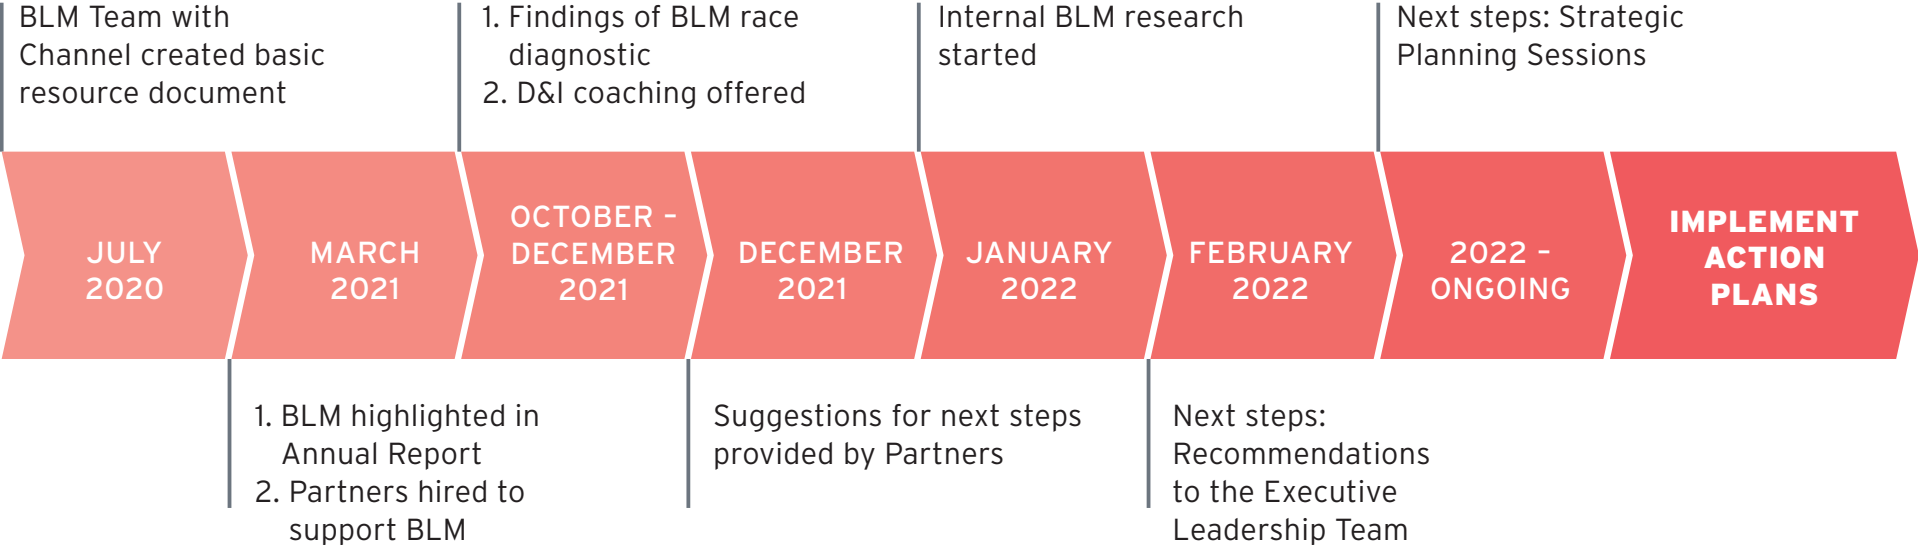 BLM Team with
Channel created basic
resource document
1. Findings of BLM race
diagnostic
2. D&I coaching offered
Internal BLM research
started
Next steps: Strategic
Planning Sessions
JULY
2020
MARCH
2021
OCTOBER –
DECEMBER
2021
DECEMBER
2021
JANUARY
2022
FEBRUARY
2022
2022 –
ONGOING
IMPLEMENT
ACTION
PLANS
1. BLM highlighted in
Annual Report
2. Partners hired to
support BLM
Suggestions for next steps
provided by Partners
Next steps:
Recommendations
to the Executive
Leadership Team